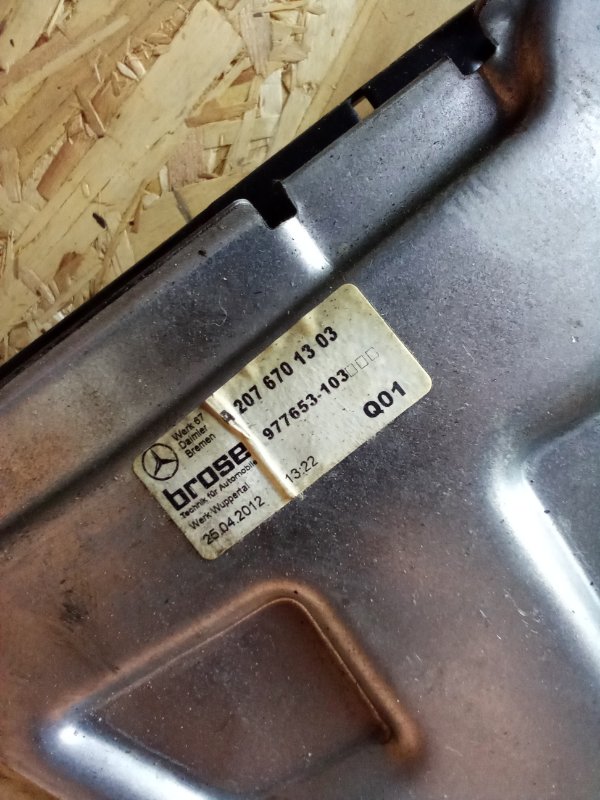 Werk 67
Daimler
Bremen
A 207 670 13 03
977653-103□□□
Q01
brose
Technik für Automobile
Werk Wuppertal
25.04.2012
13:22